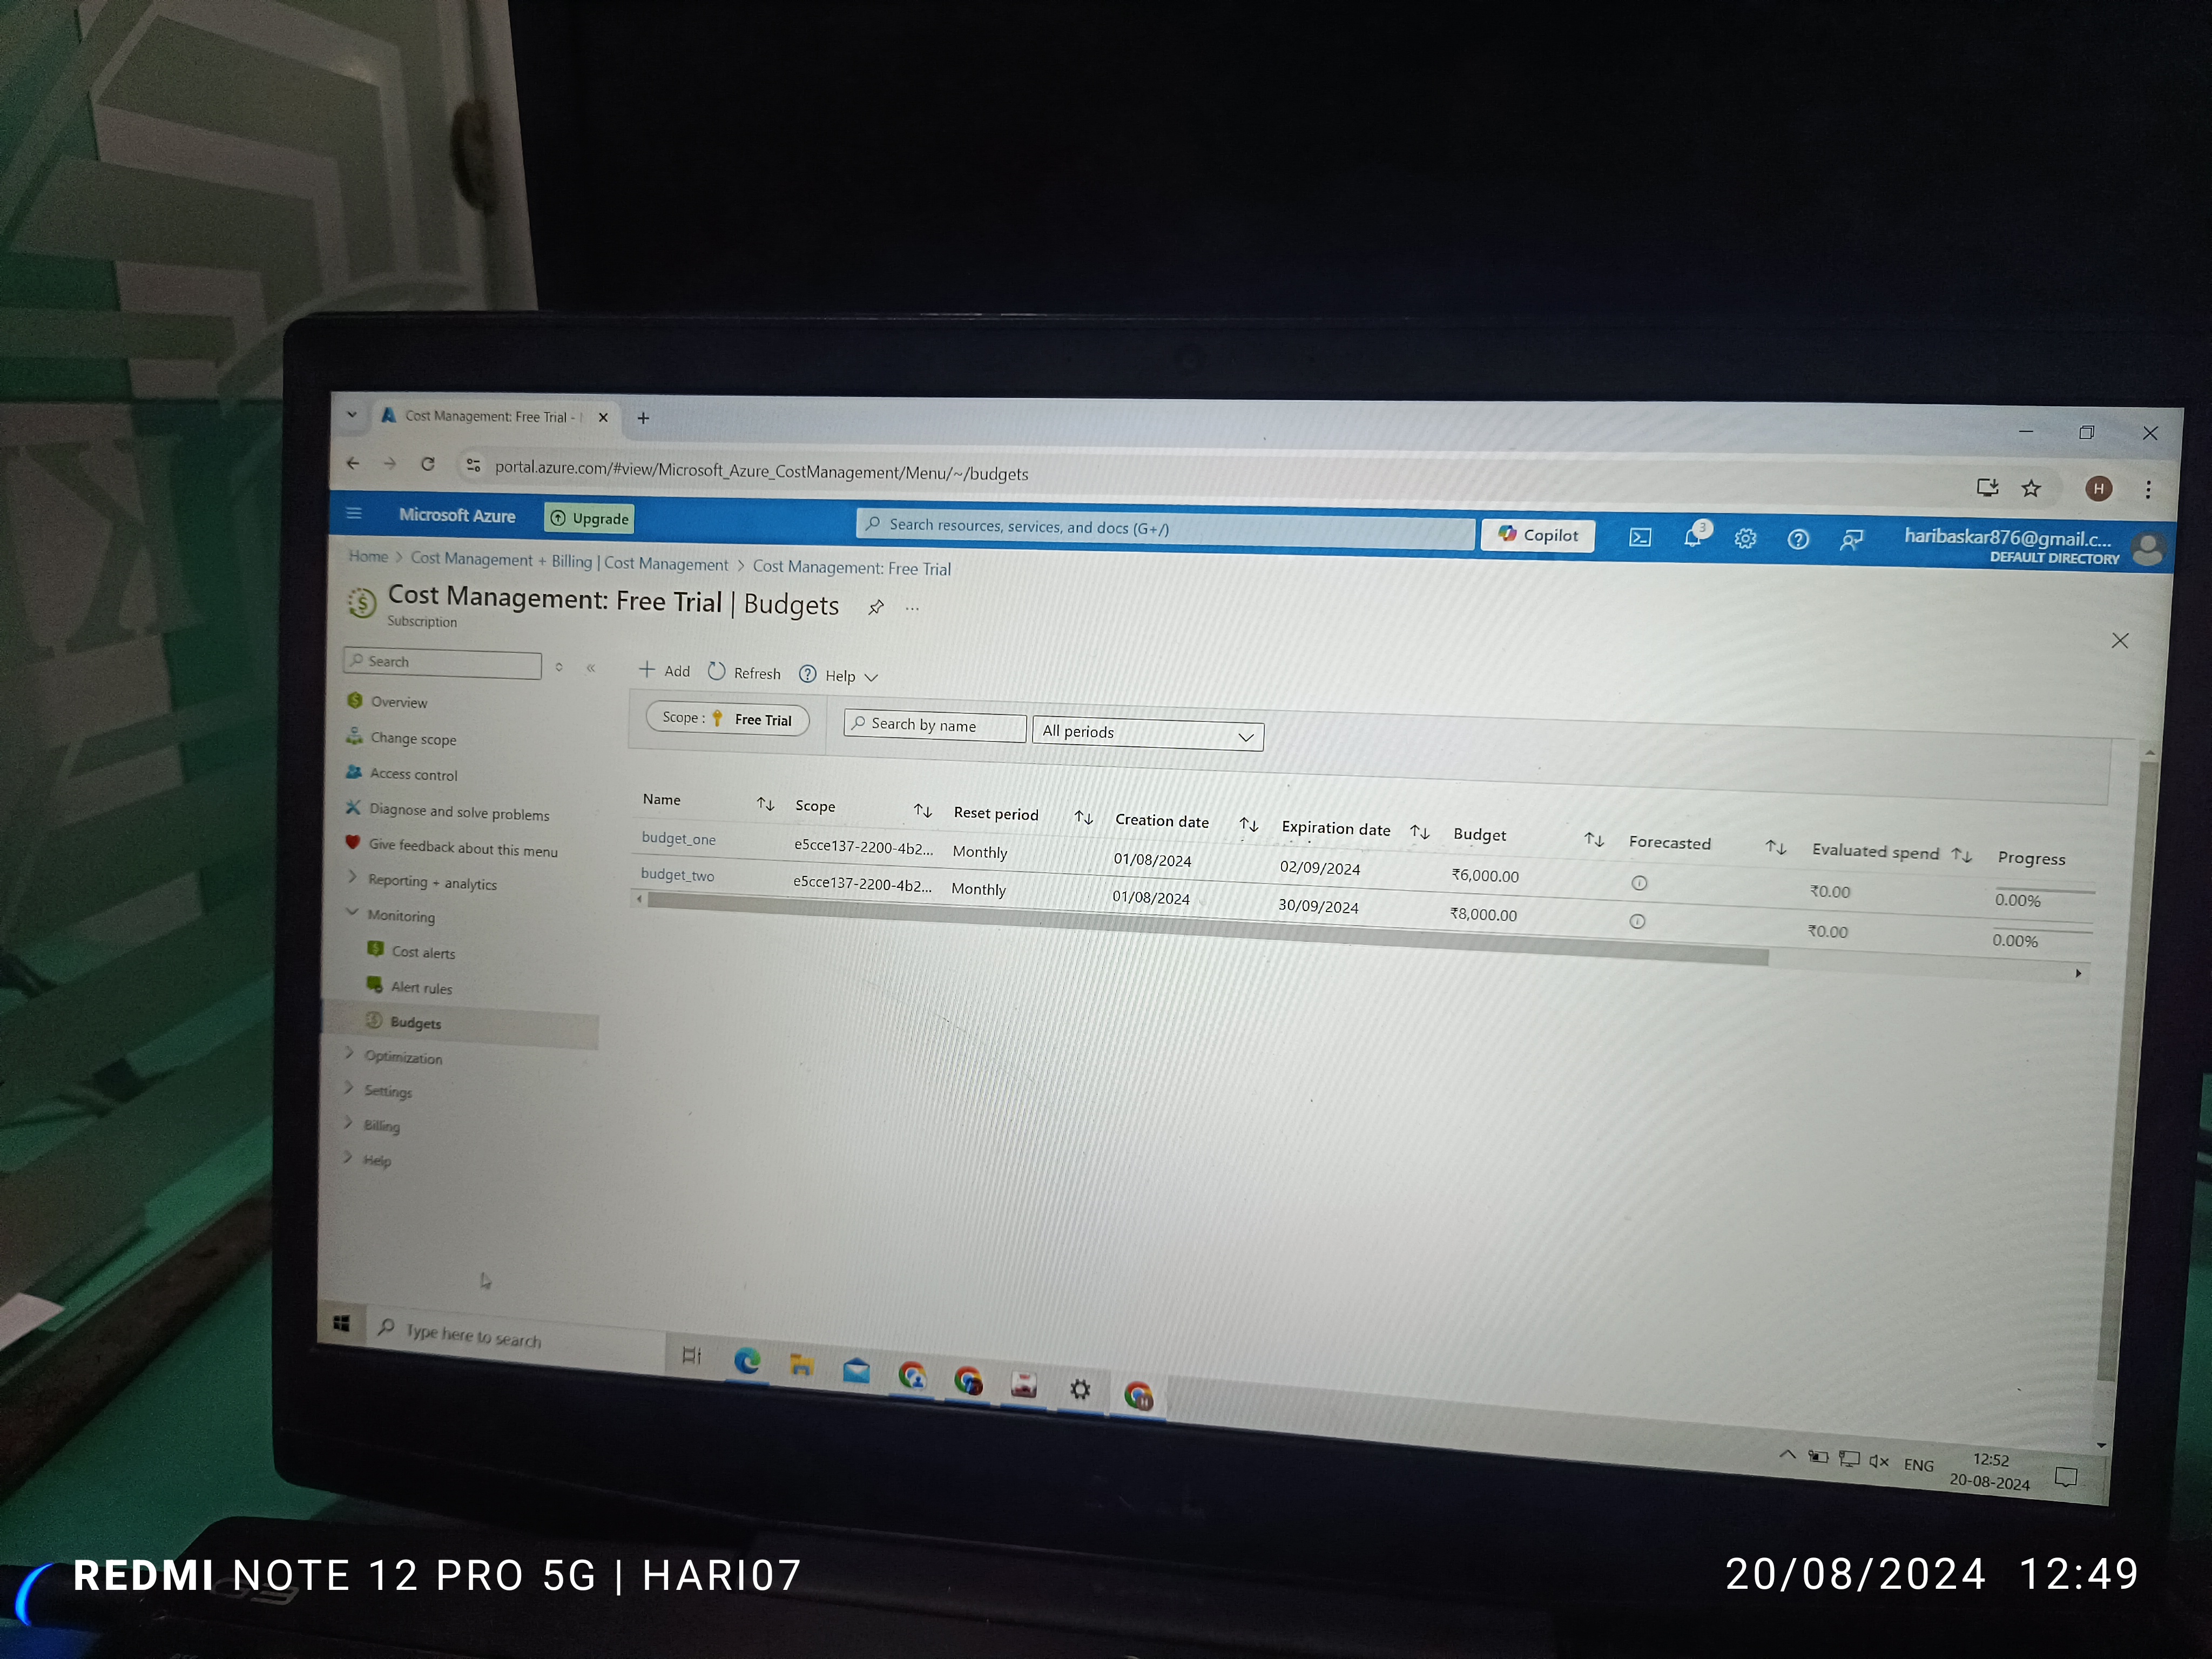 Cost Management: Free Trial -
portal.azure.com/#view/Microsoft_Azure_CostManagement/Menu/~/budgets
H
Microsoft Azure
Upgrade
Search resources, services, and docs (G+/)
Copilot
3
haribaskar876@gmail.c...
DEFAULT DIRECTORY
Home > Cost Management + Billing | Cost Management > Cost Management: Free Trial
Cost Management: Free Trial | Budgets
...
Subscription
Search
«
Overview
Change scope
Access control
Diagnose and solve problems
Give feedback about this menu
Reporting + analytics
Monitoring
Cost alerts
Alert rules
Budgets
Optimization
Settings
Billing
Help
Add
Refresh
Help
Scope : Free Trial
Search by name
All periods
Name Scope Reset period Creation date Expiration date Budget Forecasted Evaluated spend Progress
budget_one e5cce137-2200-4b2... Monthly 01/08/2024 02/09/2024 ₹6,000.00 ₹0.00 0.00%
budget_two e5cce137-2200-4b2... Monthly 01/08/2024 30/09/2024 ₹8,000.00 ₹0.00 0.00%
Type here to search
ENG
12:52
20-08-2024
REDMI NOTE 12 PRO 5G | HARI07
20/08/2024 12:49